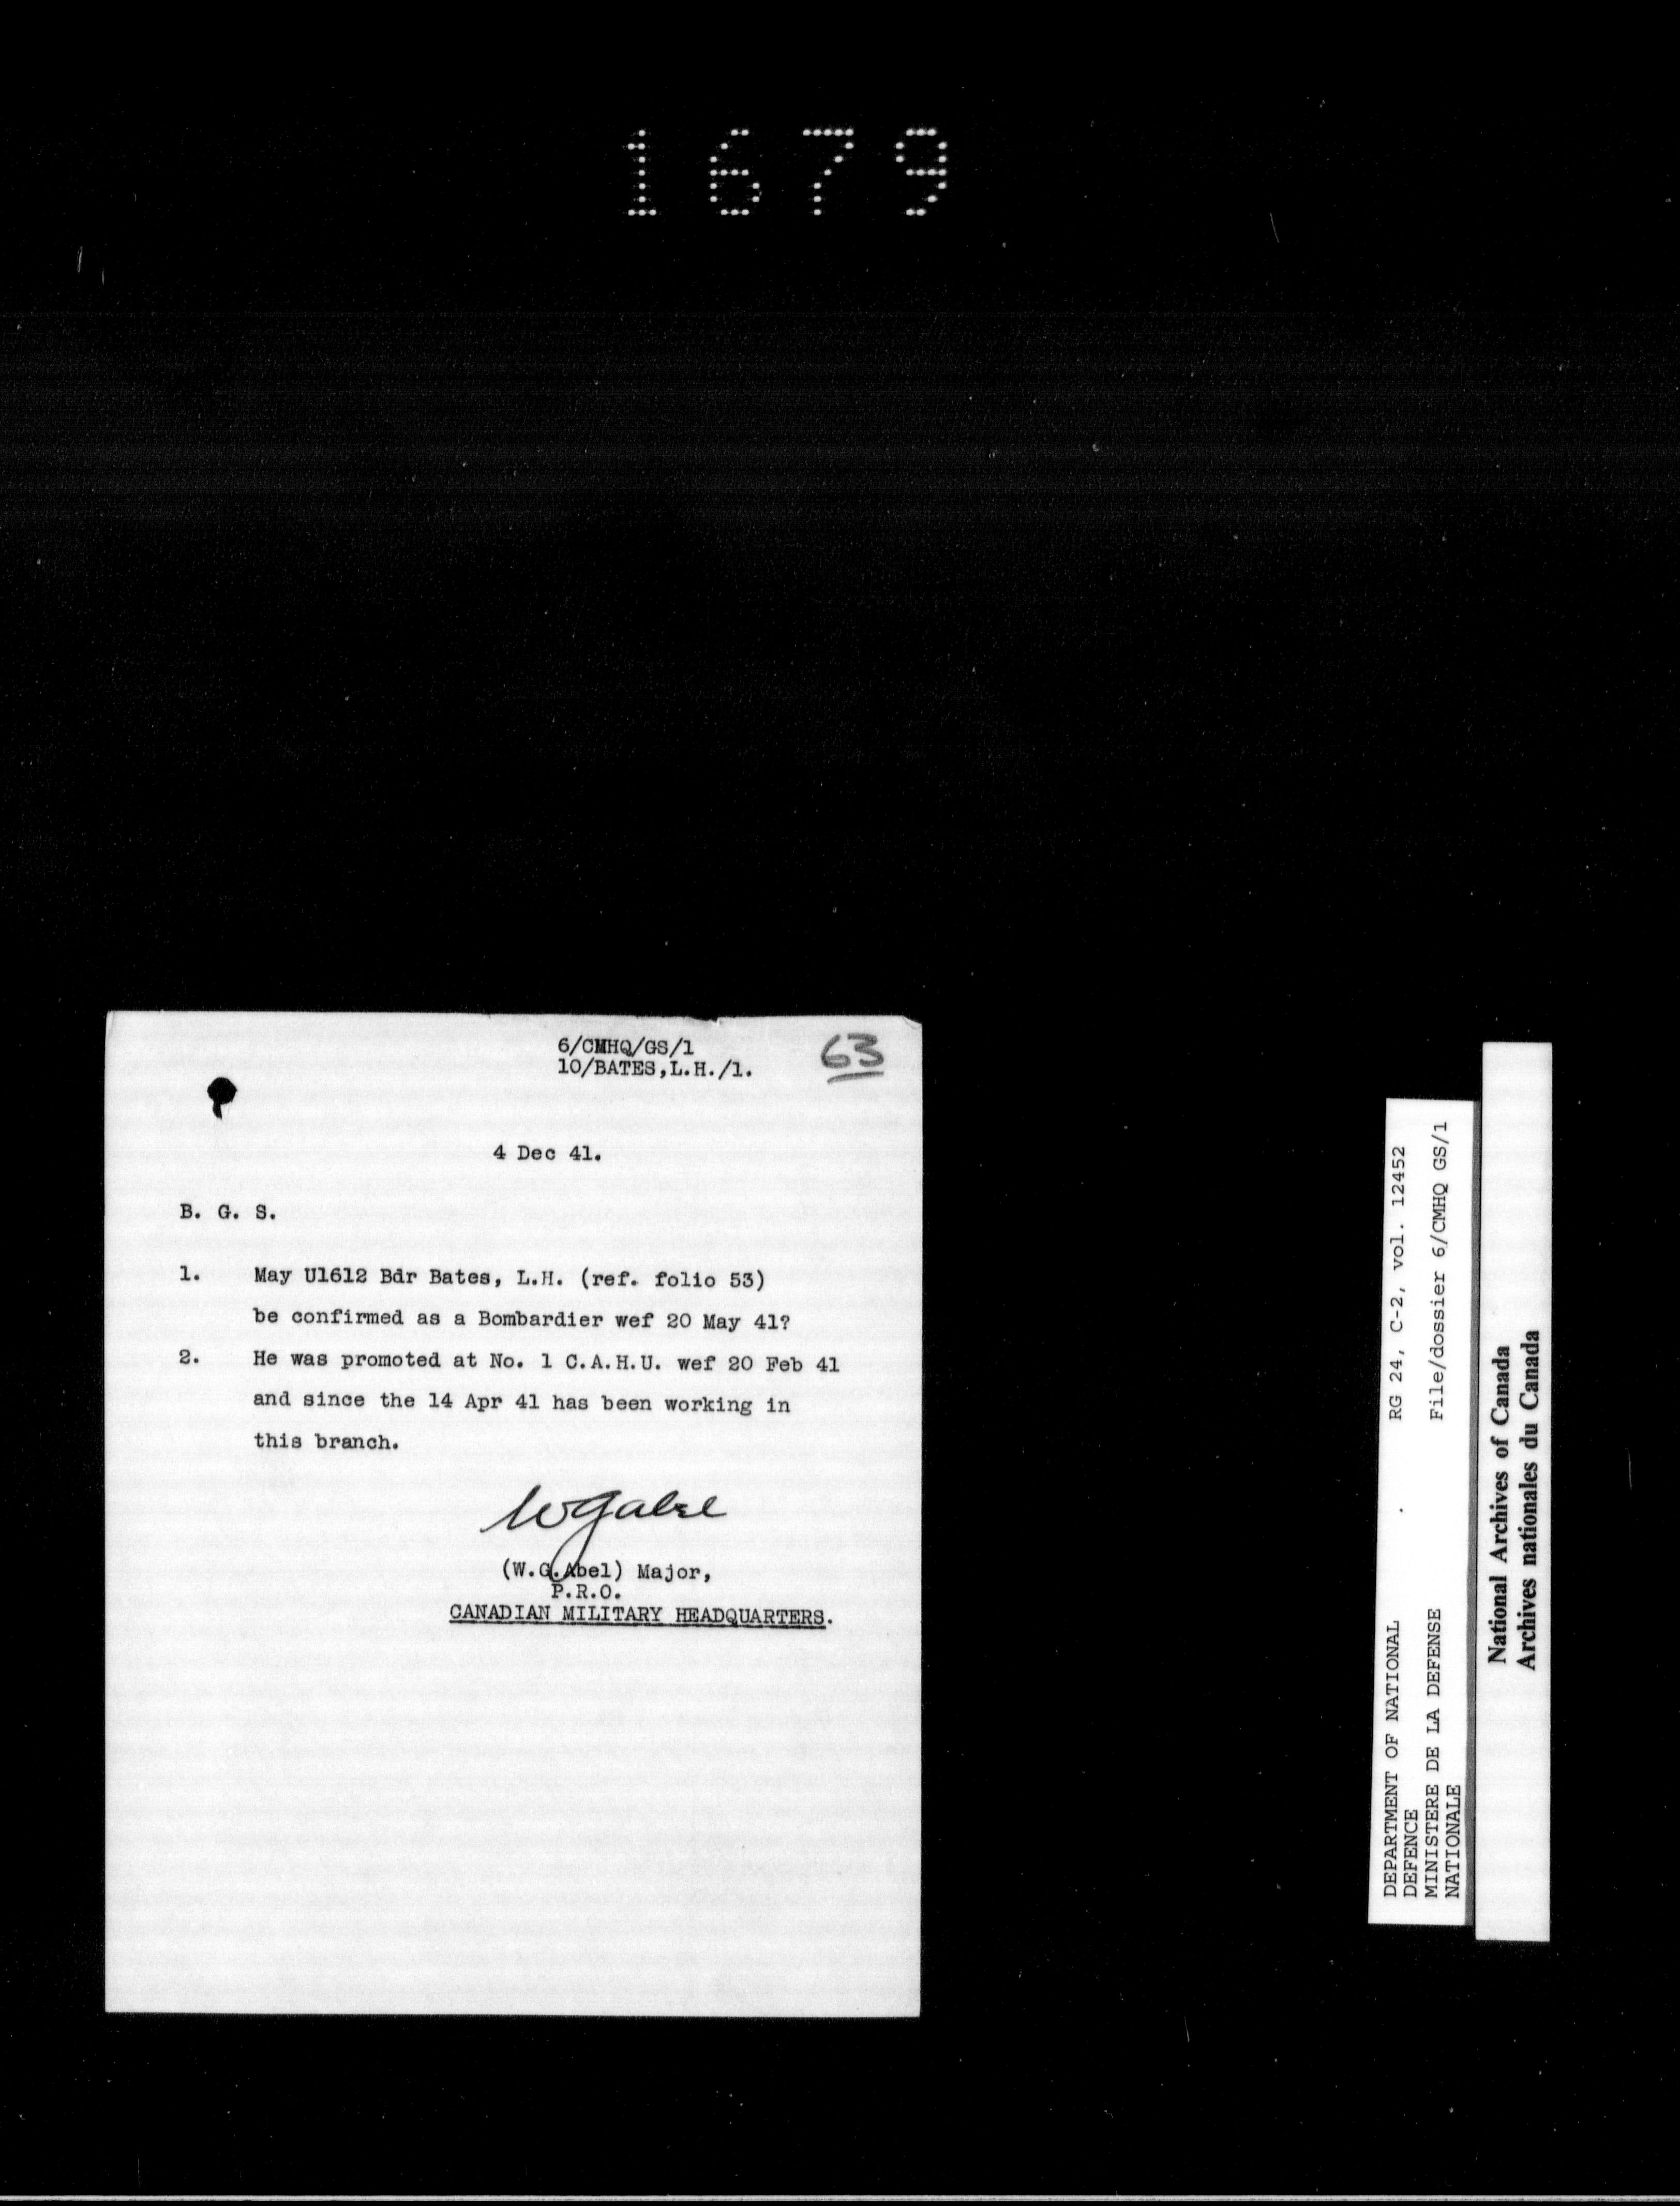 1679
6/CMHQ/GS/1
10/BATES,L.H./1.
63
4 Dec 41.
B. G. S.
1. May U1612 Bdr Bates, L.H. (ref. folio 53)
be confirmed as a Bombardier wef 20 May 41?
2. He was promoted at No. 1 C.A.H.U. wef 20 Feb 41
and since the 14 Apr 41 has been working in
this branch.
WGAbel
(W.G.Abel) Major,
P.R.O.
CANADIAN MILITARY HEADQUARTERS.
DEPARTMENT OF NATIONAL RG 24, C-2, vol. 12452
DEFENCE
MINISTERE DE LA DEFENSE File/dossier 6/CMHQ GS/1
NATIONALE
National Archives of Canada
Archives nationales du Canada